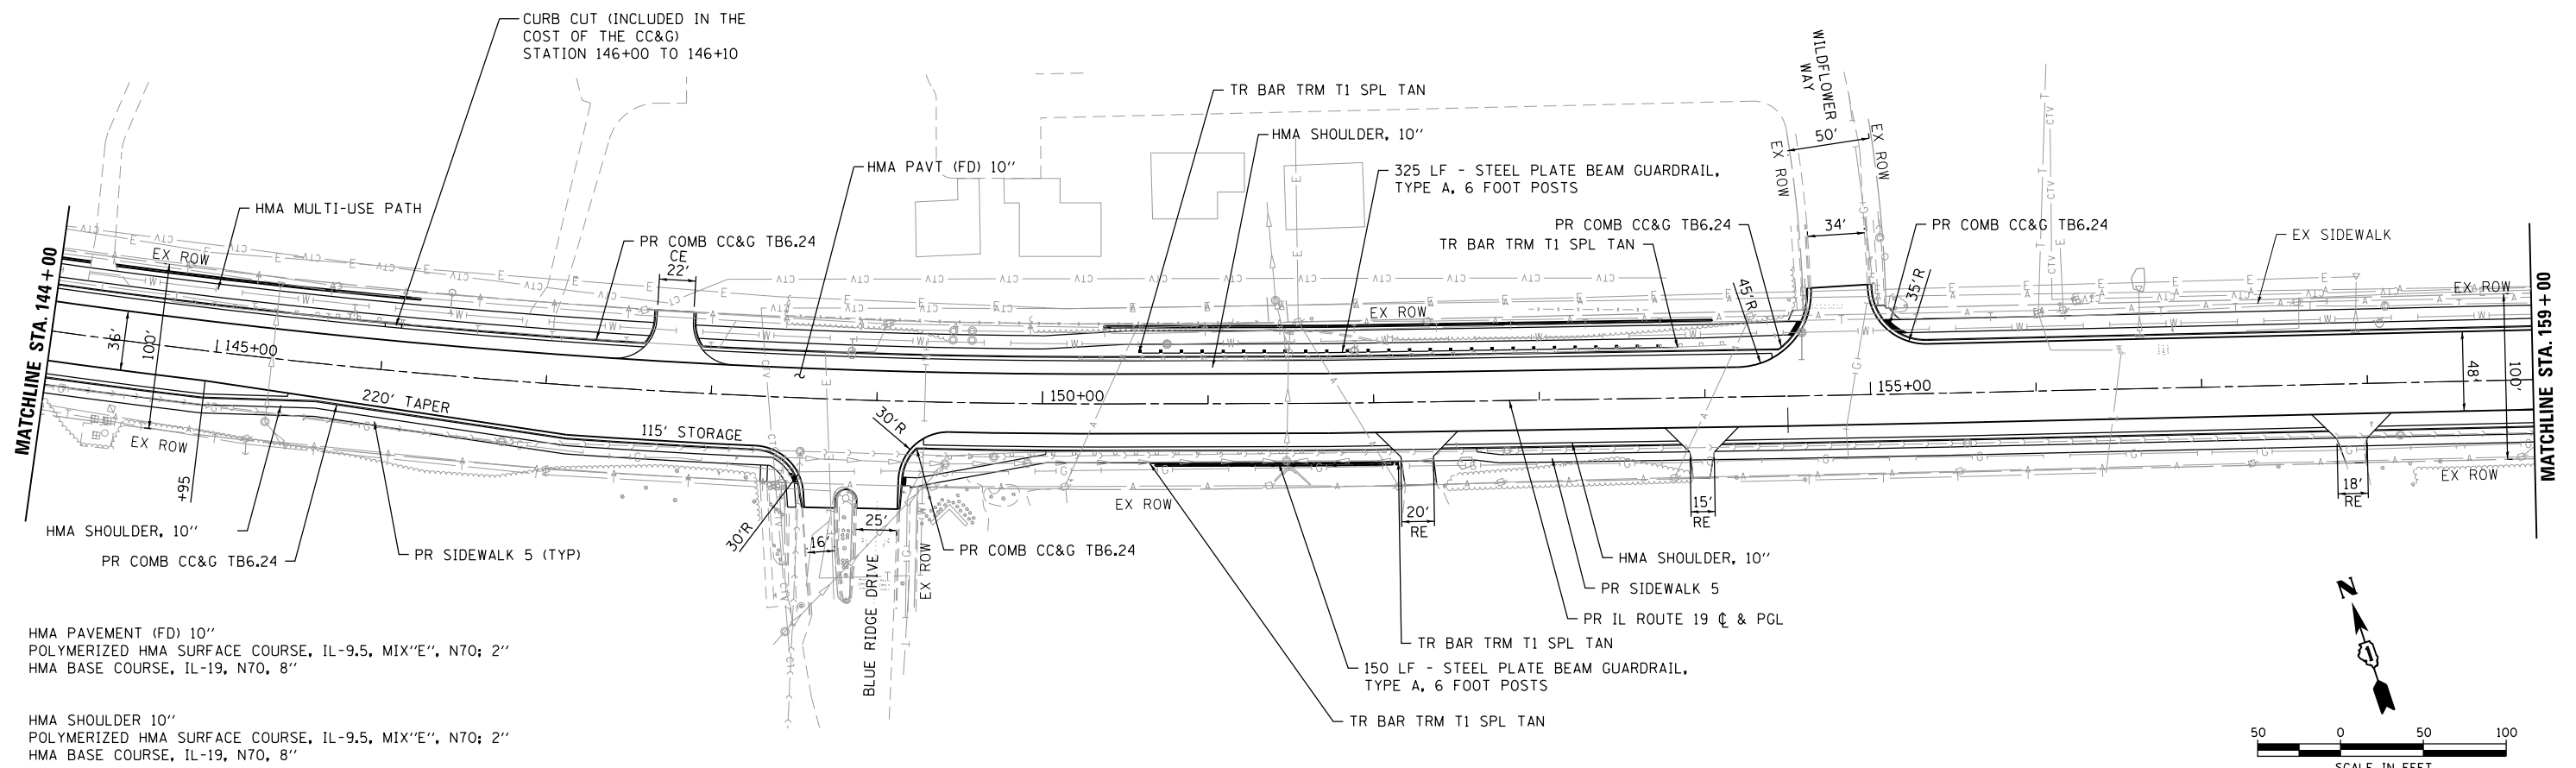 CURB CUT (INCLUDED IN THE
COST OF THE CC&G)
STATION 146+00 TO 146+10
TR BAR TRM T1 SPL TAN
HMA SHOULDER, 10"
HMA PAVT (FD) 10"
325 LF - STEEL PLATE BEAM GUARDRAIL,
TYPE A, 6 FOOT POSTS
WILDFLOWER
WAY
50'
EX ROW
EX ROW
HMA MULTI-USE PATH
PR COMB CC&G TB6.24
CE
22'
PR COMB CC&G TB6.24
TR BAR TRM T1 SPL TAN
34'
PR COMB CC&G TB6.24
EX SIDEWALK
MATCHLINE STA. 144+00
EX ROW
EX ROW
45'R
35'R
EX ROW
MATCHLINE STA. 159+00
36'
100'
145+00
150+00
155+00
48'
100'
220' TAPER
115' STORAGE
30'R
EX ROW
+95
EX ROW
EX ROW
30'R
16'
25'
20'
RE
15'
RE
18'
RE
HMA SHOULDER, 10"
PR COMB CC&G TB6.24
PR SIDEWALK 5 (TYP)
BLUE RIDGE DRIVE
EX ROW
PR COMB CC&G TB6.24
HMA SHOULDER, 10"
PR SIDEWALK 5
PR IL ROUTE 19 ℄ & PGL
TR BAR TRM T1 SPL TAN
150 LF - STEEL PLATE BEAM GUARDRAIL,
TYPE A, 6 FOOT POSTS
TR BAR TRM T1 SPL TAN
HMA PAVEMENT (FD) 10"
POLYMERIZED HMA SURFACE COURSE, IL-9.5, MIX"E", N70; 2"
HMA BASE COURSE, IL-19, N70, 8"
HMA SHOULDER 10"
POLYMERIZED HMA SURFACE COURSE, IL-9.5, MIX"E", N70; 2"
HMA BASE COURSE, IL-19, N70, 8"
N
50 0 50 100
SCALE IN FEET